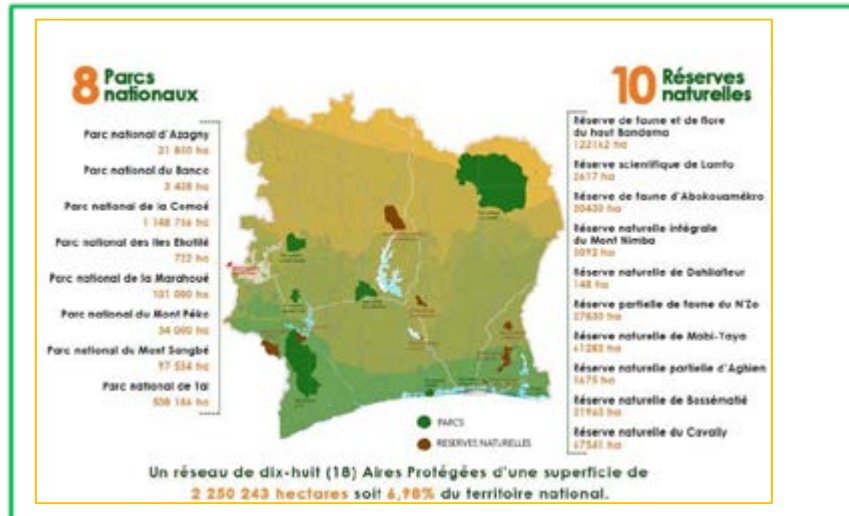 8 Parcs
nationaux
Parc national d'Azagny
21 850 ha
Parc national du Banco
3 438 ha
Parc national de la Comoé
1 148 756 ha
Parc national des Iles Ehotilé
722 ha
Parc national de la Marahoué
101 000 ha
Parc national du Mont Péko
34 000 ha
Parc national du Mont Sangbé
97 554 ha
Parc national de Taï
508 186 ha
10 Réserves
naturelles
Réserve de faune et de flore
du haut Bandama
122162 ha
Réserve scientifique de Lamto
2617 ha
Réserve de faune d'Abokouamékro
20430 ha
Réserve naturelle intégrale
du Mont Nimba
5092 ha
Réserve naturelle de Dahliafleur
148 ha
Réserve partielle de faune du N'Zo
27830 ha
Réserve naturelle de Mabi-Yaya
61282 ha
Réserve naturelle partielle d'Aghien
5675 ha
Réserve naturelle de Bossématié
21965 ha
Réserve naturelle du Cavally
67541 ha
PARCS
RESERVES NATURELLES
Un réseau de dix-huit (18) Aires Protégées d'une superficie de
2 250 243 hectares soit 6,98% du territoire national.